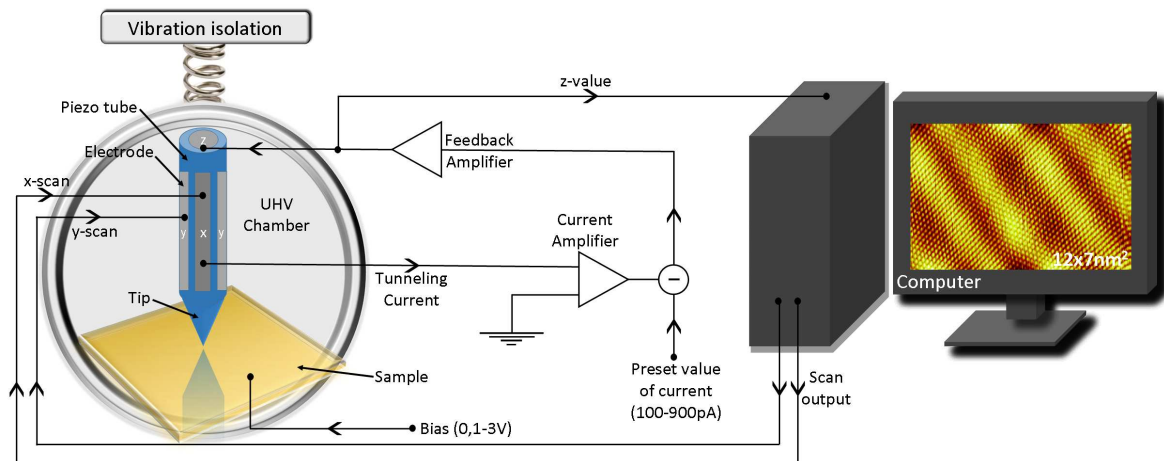 Vibration isolation
z-value
Piezo tube
z
Feedback
Amplifier
Electrode
x-scan
UHV
Chamber
y-scan
y
x
y
Current
Amplifier
12x7nm²
Computer
Tunneling
Current
Tip
Sample
Preset value
of current
(100-900pA)
Scan
output
Bias (0,1-3V)